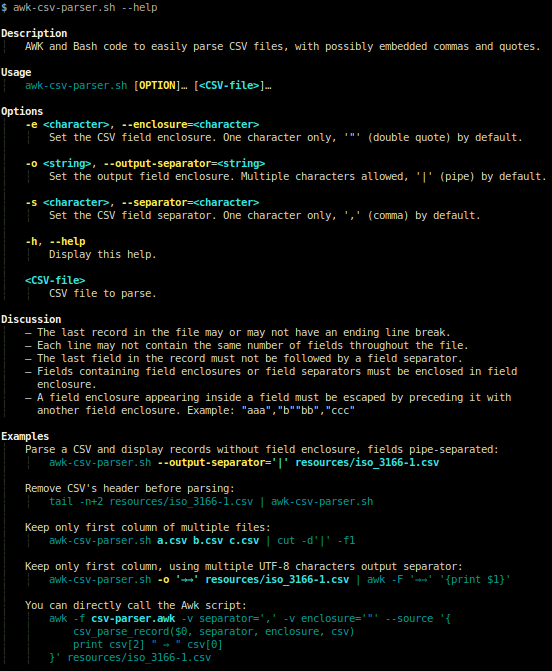 $ awk-csv-parser.sh --help
Description
AWK and Bash code to easily parse CSV files, with possibly embedded commas and quotes.
Usage
awk-csv-parser.sh [OPTION]… [<CSV-file>]…
Options
-e <character>, --enclosure=<character>
Set the CSV field enclosure. One character only, '"' (double quote) by default.
-o <string>, --output-separator=<string>
Set the output field enclosure. Multiple characters allowed, '|' (pipe) by default.
-s <character>, --separator=<character>
Set the CSV field separator. One character only, ',' (comma) by default.
-h, --help
Display this help.
<CSV-file>
CSV file to parse.
Discussion
– The last record in the file may or may not have an ending line break.
– Each line may not contain the same number of fields throughout the file.
– The last field in the record must not be followed by a field separator.
– Fields containing field enclosures or field separators must be enclosed in field
enclosure.
– A field enclosure appearing inside a field must be escaped by preceding it with
another field enclosure. Example: "aaa","b""bb","ccc"
Examples
Parse a CSV and display records without field enclosure, fields pipe-separated:
awk-csv-parser.sh --output-separator='|' resources/iso_3166-1.csv
Remove CSV's header before parsing:
tail -n+2 resources/iso_3166-1.csv | awk-csv-parser.sh
Keep only first column of multiple files:
awk-csv-parser.sh a.csv b.csv c.csv | cut -d'|' -f1
Keep only first column, using multiple UTF-8 characters output separator:
awk-csv-parser.sh -o '⇒⇒' resources/iso_3166-1.csv | awk -F '⇒⇒' '{print $1}'
You can directly call the Awk script:
awk -f csv-parser.awk -v separator=',' -v enclosure='"' --source '{
csv_parse_record($0, separator, enclosure, csv)
print csv[2] " ⇒ " csv[0]
}' resources/iso_3166-1.csv